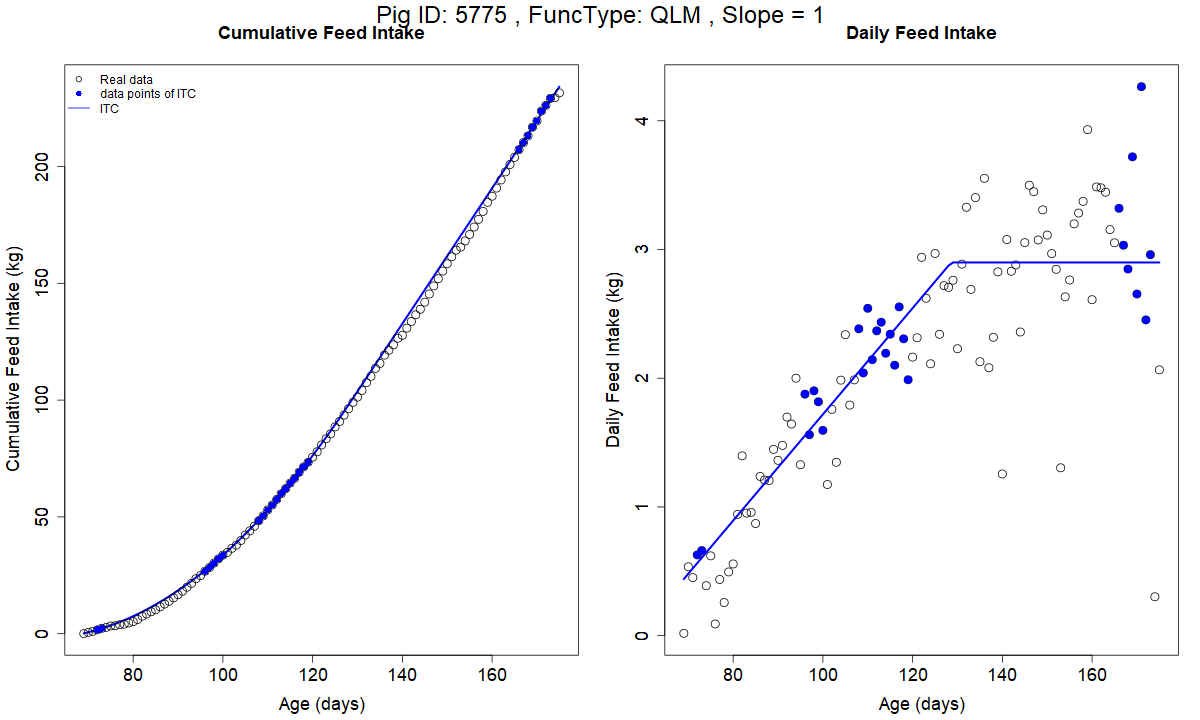 Pig ID: 5775 , FuncType: QLM , Slope = 1
Cumulative Feed Intake
Daily Feed Intake
Real data
data points of ITC
ITC
Cumulative Feed Intake (kg)
0
50
100
150
200
80
100
120
140
160
Age (days)
Daily Feed Intake (kg)
0
1
2
3
4
80
100
120
140
160
Age (days)